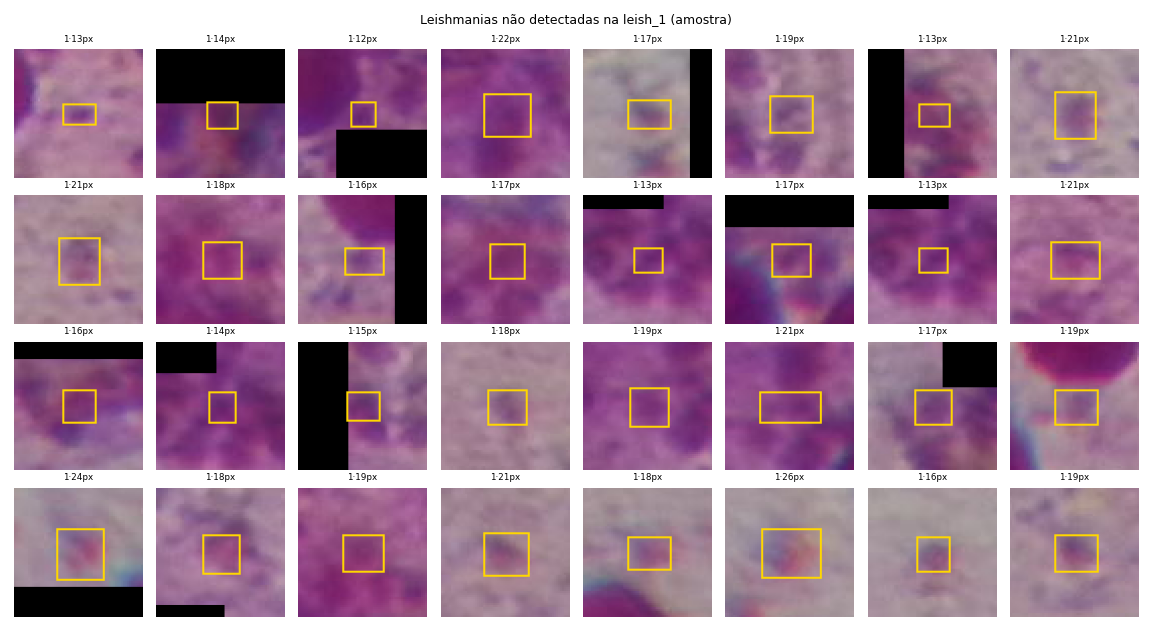 Leishmanias não detectadas na leish_1 (amostra)
1·13px 1·14px 1·12px 1·22px 1·17px 1·19px 1·13px 1·21px
1·21px 1·18px 1·16px 1·17px 1·13px 1·17px 1·13px 1·21px
1·16px 1·14px 1·15px 1·18px 1·19px 1·21px 1·17px 1·19px
1·24px 1·18px 1·19px 1·21px 1·18px 1·26px 1·16px 1·19px